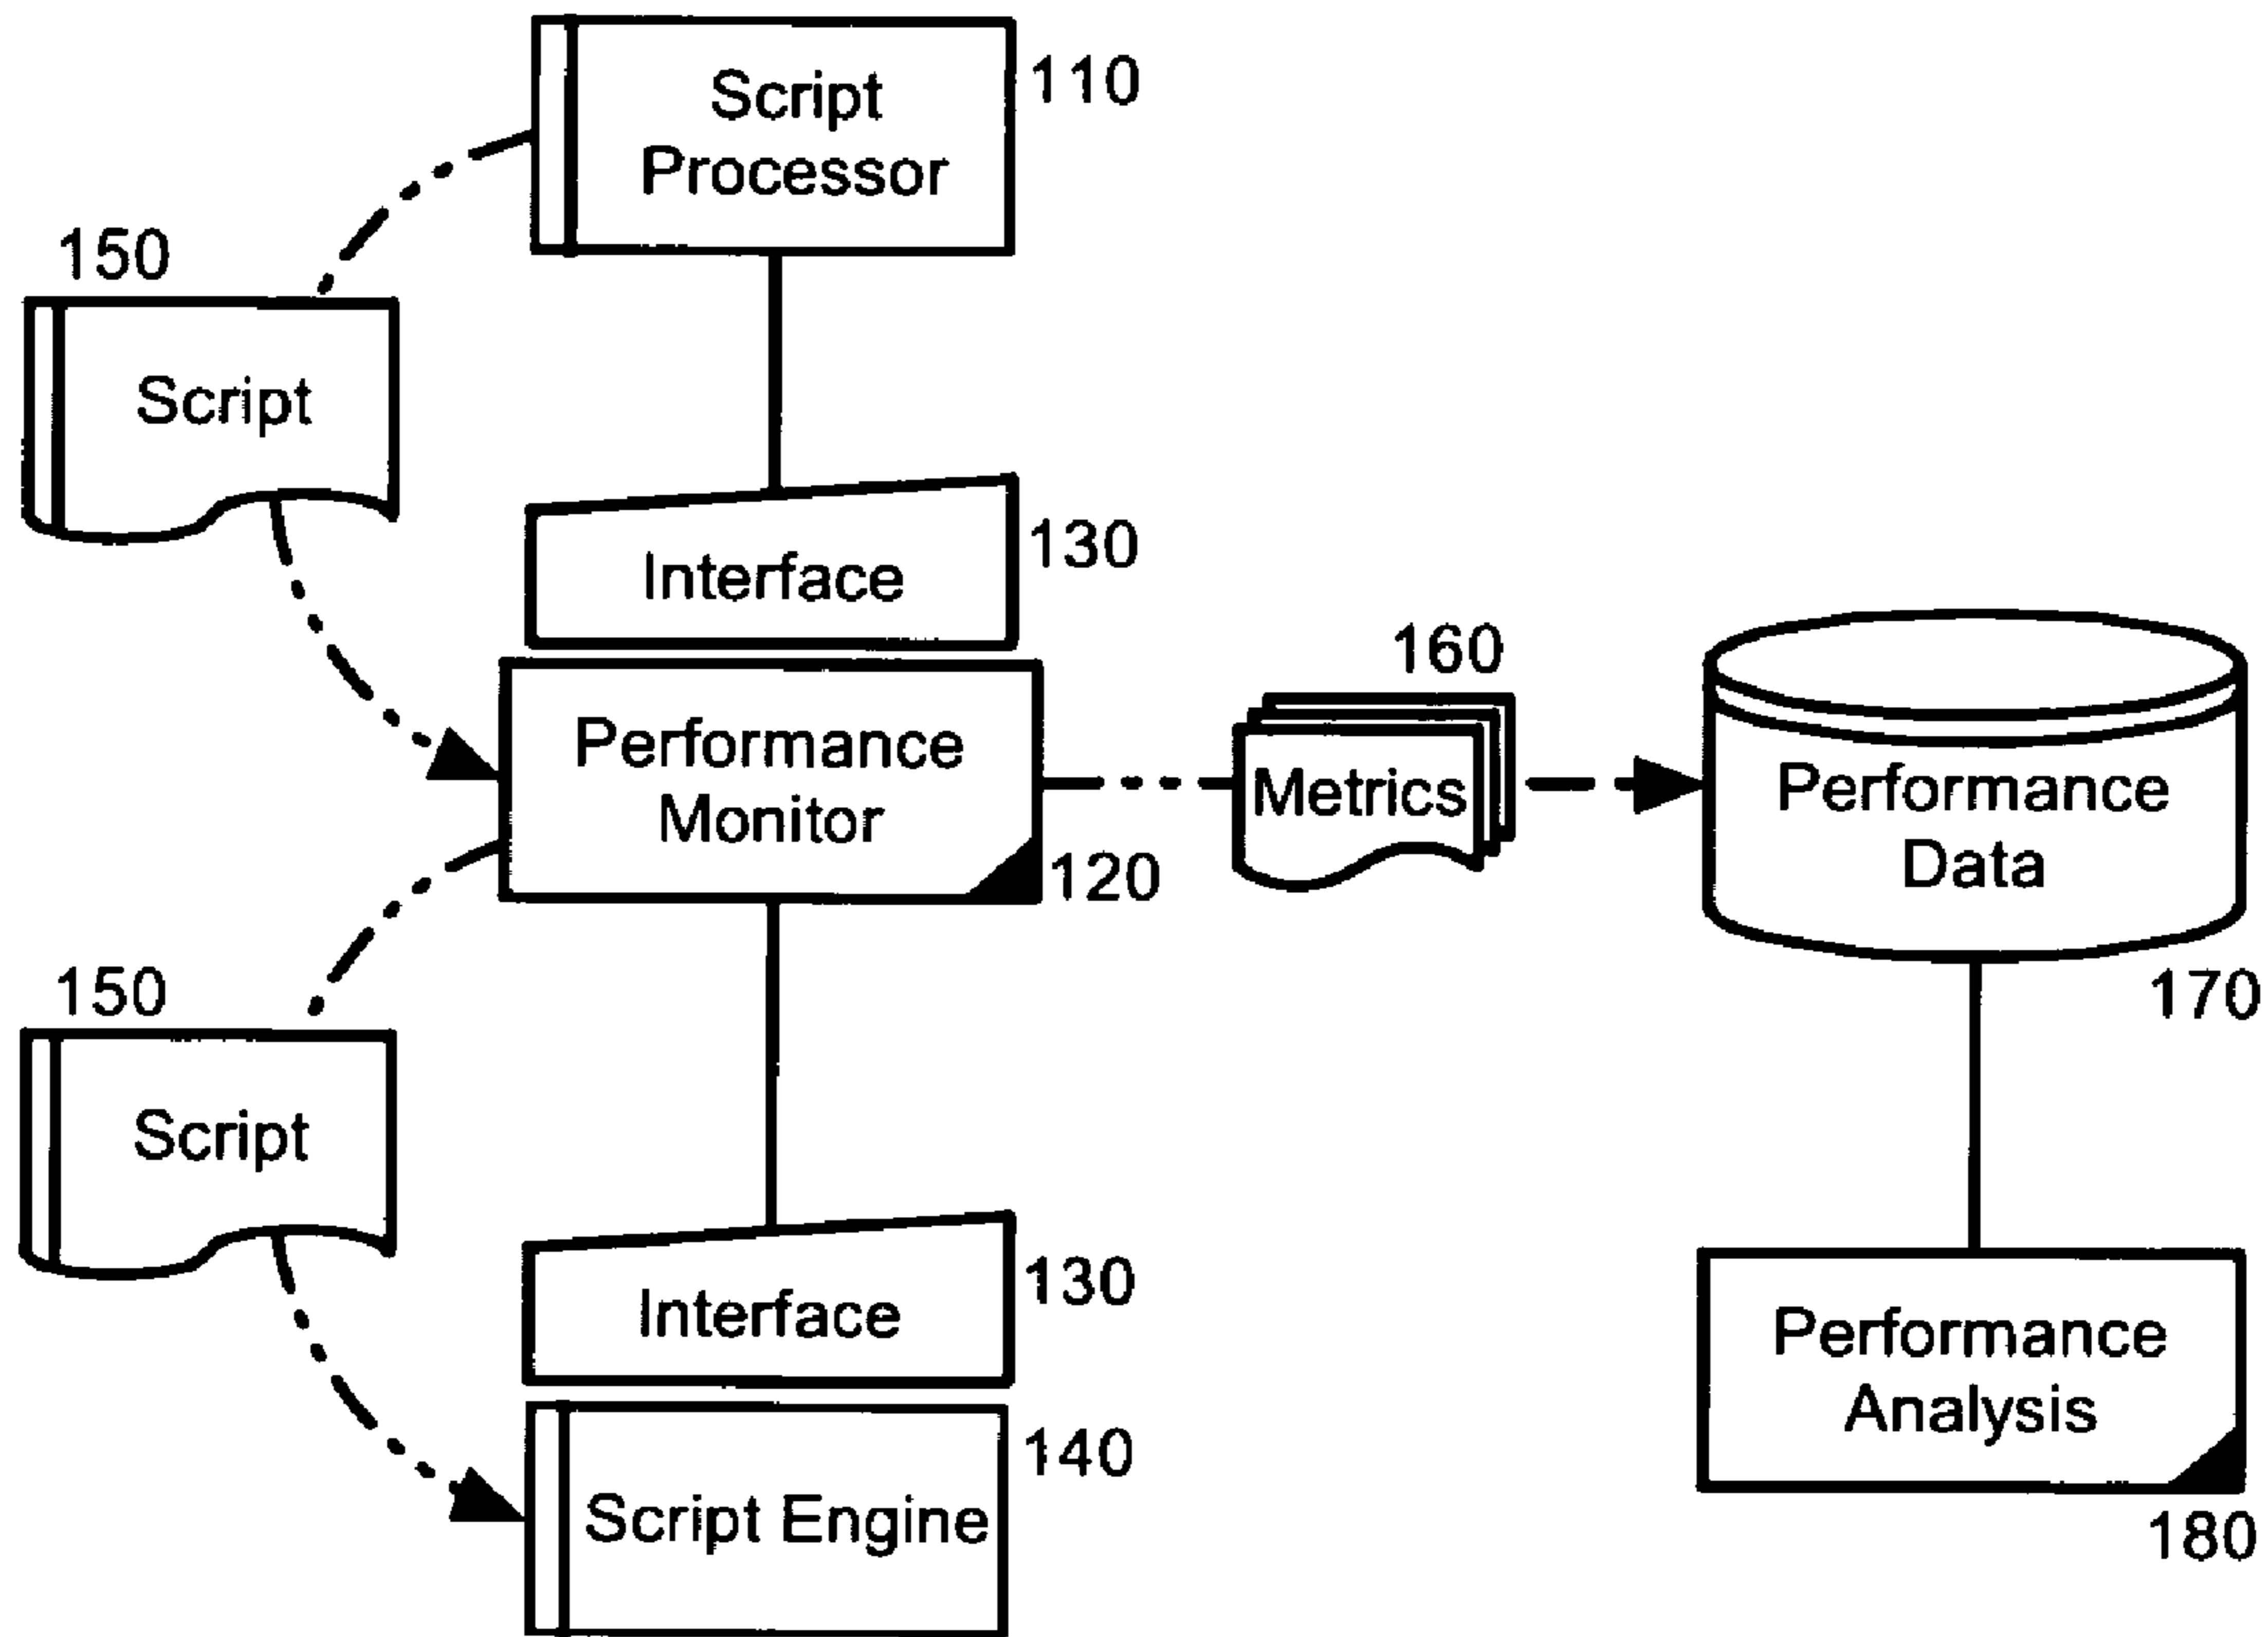 Script
Processor
110
150
Script
Interface
130
Performance
Monitor
120
160
Metrics
Performance
Data
170
150
Script
Interface
130
Script Engine
140
Performance
Analysis
180